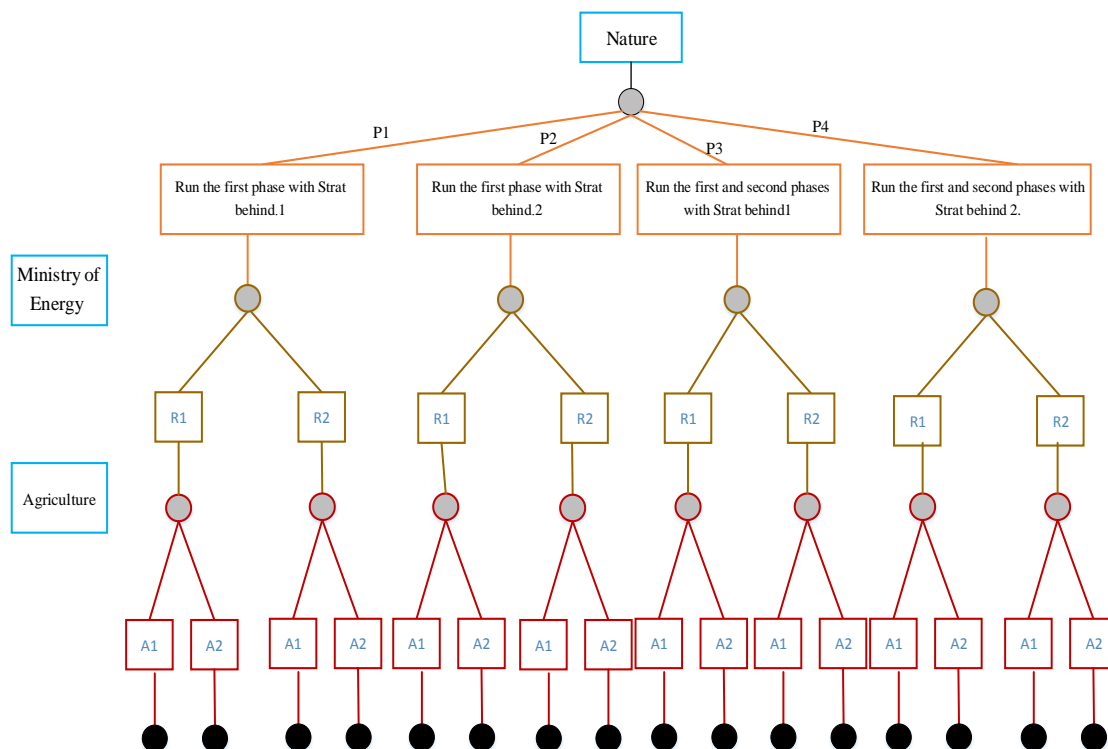 Nature
P1
P2
P3
P4
Run the first phase with Strat
behind.1
Run the first phase with Strat
behind.2
Run the first and second phases
with Strat behind1
Run the first and second phases with
Strat behind 2.
Ministry of
Energy
R1
R2
R1
R2
R1
R2
R1
R2
Agriculture
A1
A2
A1
A2
A1
A2
A1
A2
A1
A2
A1
A2
A1
A2
A1
A2